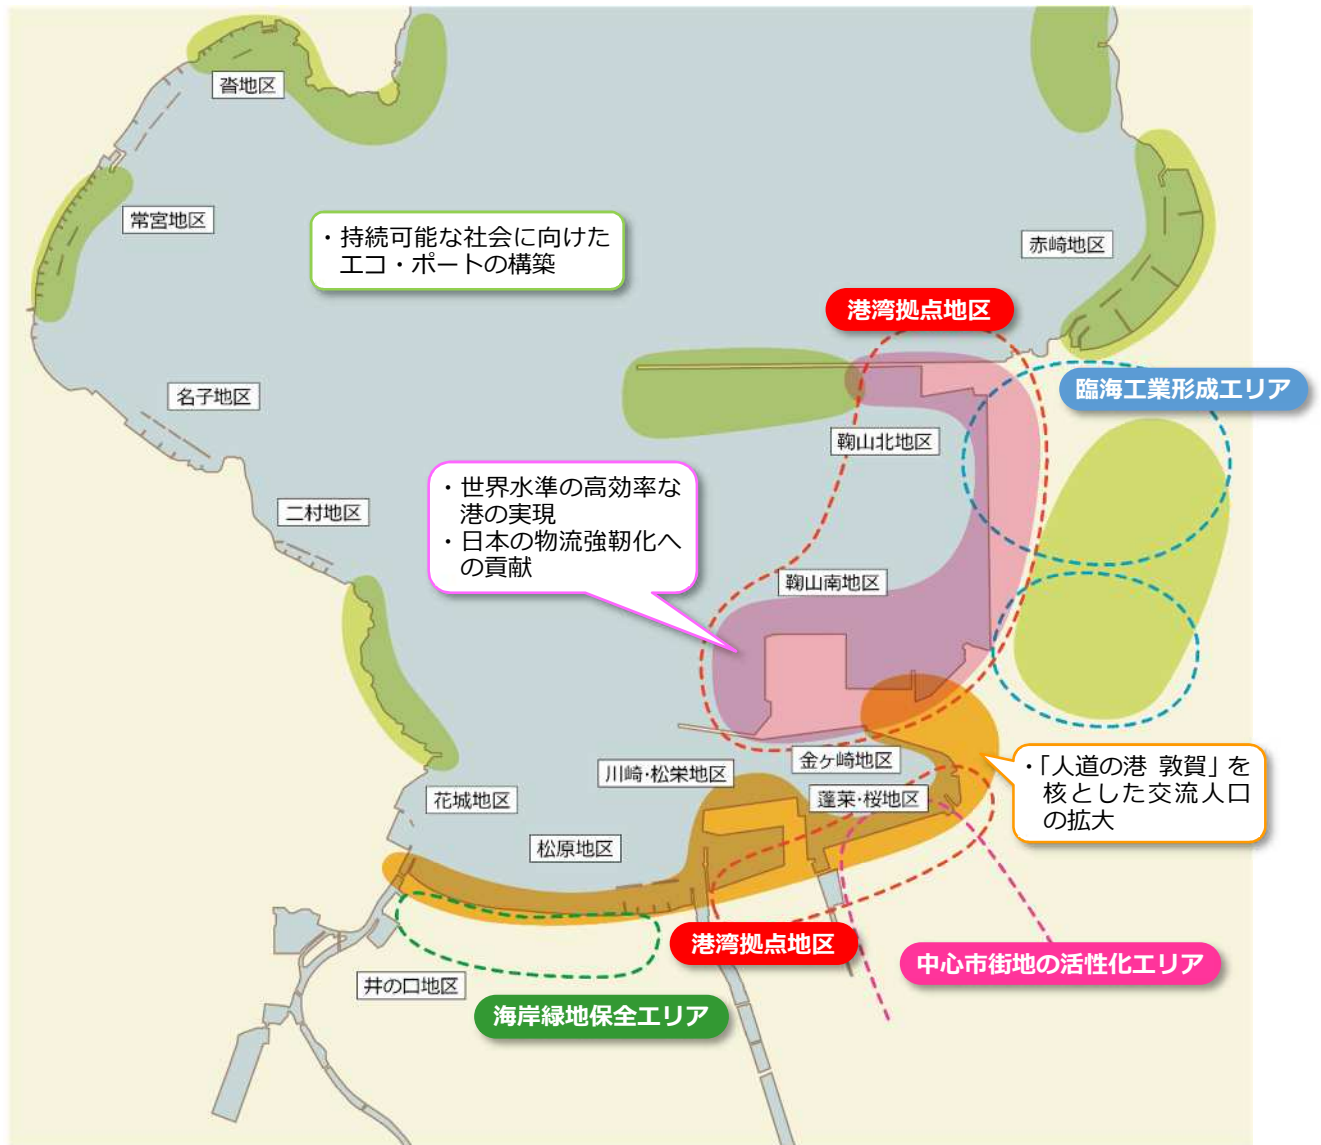 沓地区
常宮地区
・持続可能な社会に向けた
エコ・ポートの構築
赤崎地区
港湾拠点地区
臨海工業形成エリア
名子地区
鞠山北地区
・世界水準の高効率な
港の実現
・日本の物流強靭化へ
の貢献
二村地区
鞠山南地区
金ヶ崎地区
川崎・松栄地区
・「人道の港 敦賀」を
核とした交流人口
の拡大
花城地区
蓬莱・桜地区
松原地区
港湾拠点地区
中心市街地の活性化エリア
井の口地区
海岸緑地保全エリア